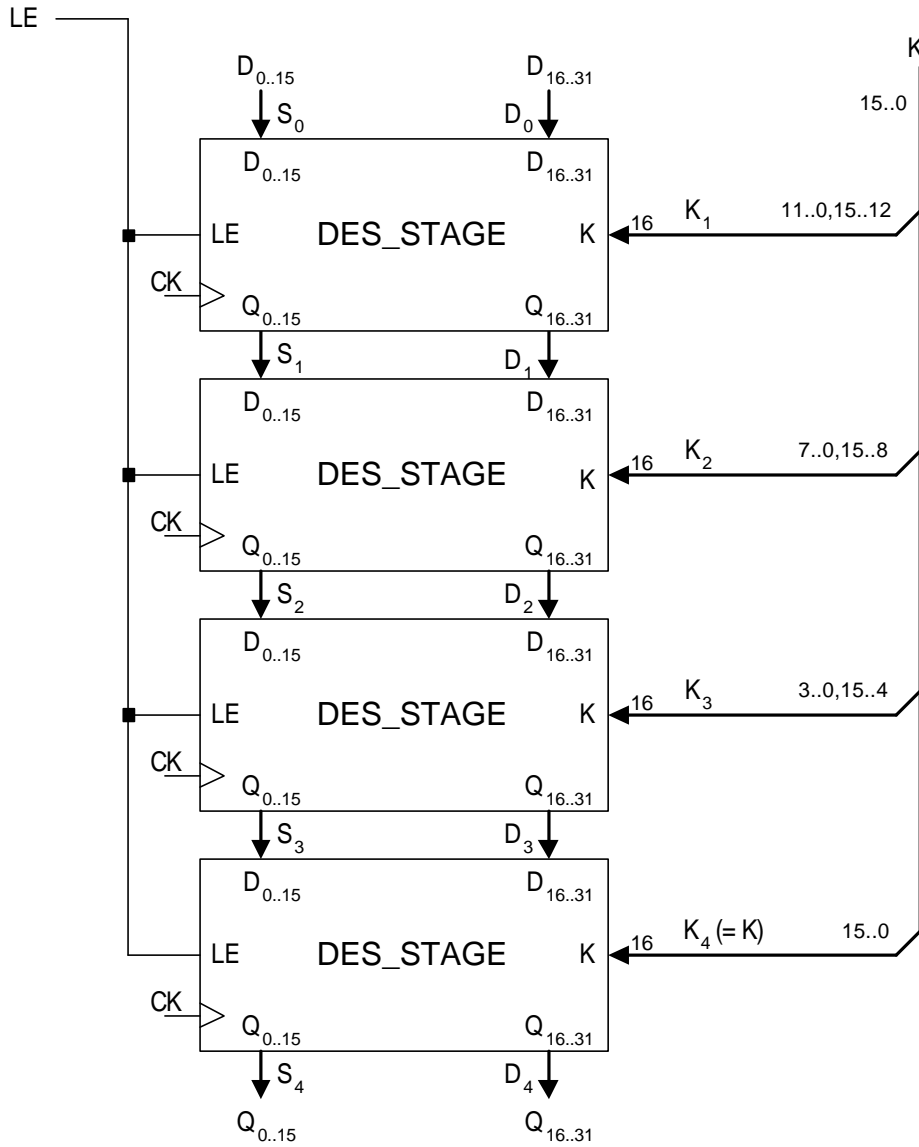 LE
K
D0..15 D16..31
15..0
S0 D0
D0..15 D16..31
K1 11..0,15..12
LE DES_STAGE K 16
CK
Q0..15 Q16..31
S1 D1
D0..15 D16..31
K2 7..0,15..8
LE DES_STAGE K 16
CK
Q0..15 Q16..31
S2 D2
D0..15 D16..31
K3 3..0,15..4
LE DES_STAGE K 16
CK
Q0..15 Q16..31
S3 D3
D0..15 D16..31
K4 (= K) 15..0
LE DES_STAGE K 16
CK
Q0..15 Q16..31
S4 D4
Q0..15 Q16..31